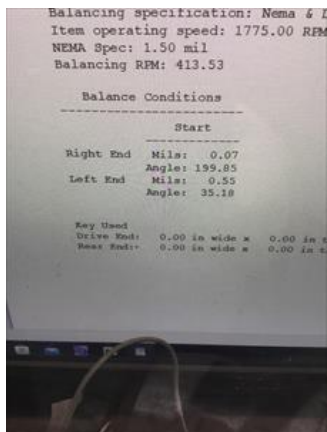 Balancing specification: Nema &
Item operating speed: 1775.00 RPM
NEMA Spec: 1.50 mil
Balancing RPM: 413.53
Balance Conditions
Start
Right End Mils: 0.07
Angle: 199.85
Left End Mils: 0.55
Angle: 35.18
Key Used
Drive End: 0.00 in wide x 0.00 in
Rear End:- 0.00 in wide x 0.00 in